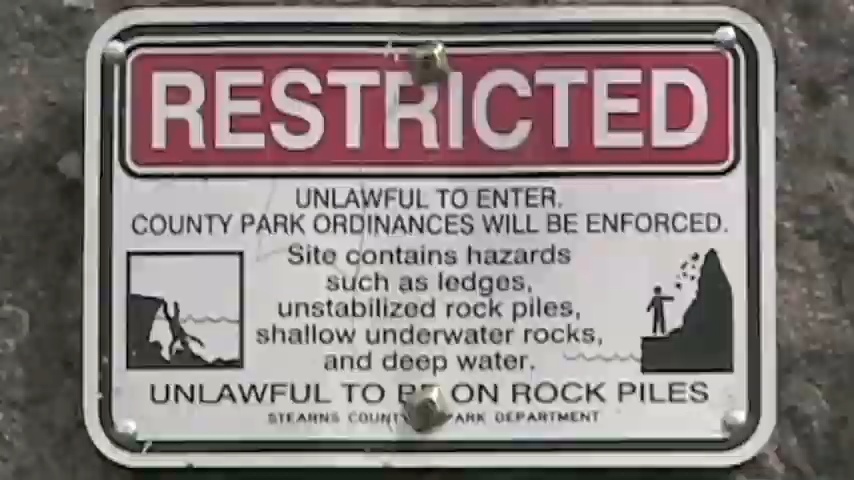 RESTRICTED
UNLAWFUL TO ENTER.
COUNTY PARK ORDINANCES WILL BE ENFORCED.
Site contains hazards
such as ledges,
unstabilized rock piles,
shallow underwater rocks,
and deep water.
UNLAWFUL TO BE ON ROCK PILES
STEARNS COUNTY PARK DEPARTMENT